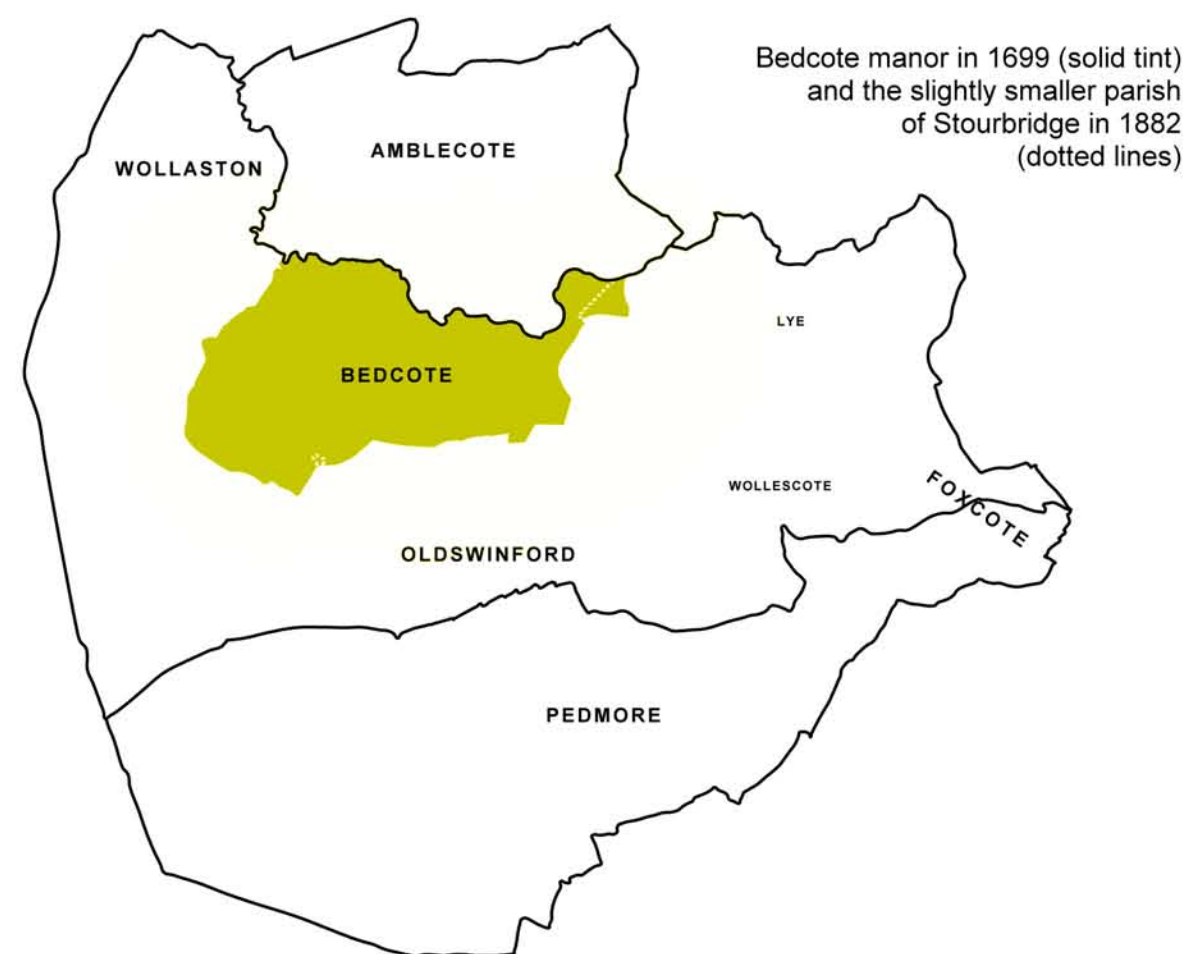 Bedcote manor in 1699 (solid tint)
and the slightly smaller parish
of Stourbridge in 1882
(dotted lines)
AMBLECOTE
WOLLASTON
LYE
BEDCOTE
WOLLESCOTE
FOXCOTE
OLDSWINFORD
PEDMORE